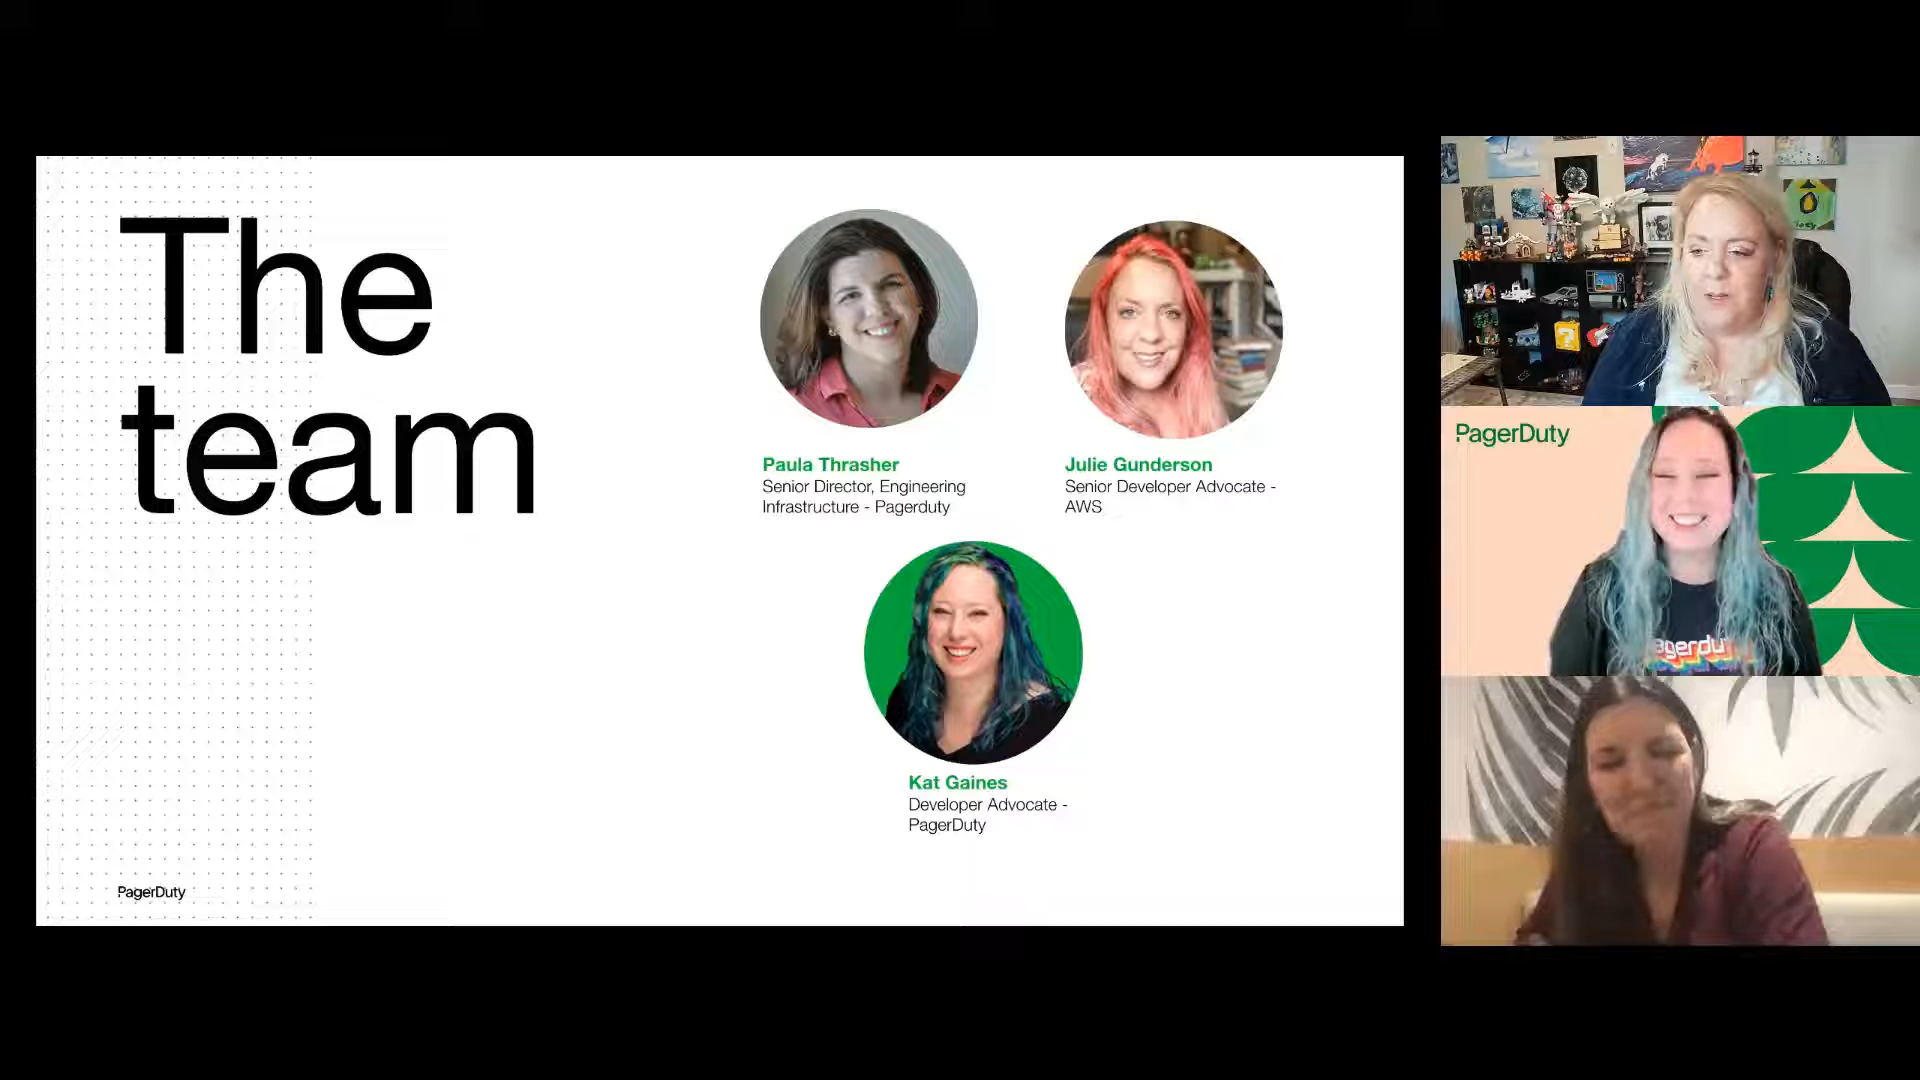 The
team
Paula Thrasher
Senior Director, Engineering
Infrastructure - Pagerduty
Julie Gunderson
Senior Developer Advocate -
AWS
Kat Gaines
Developer Advocate -
PagerDuty
PagerDuty
PagerDuty
agerdu